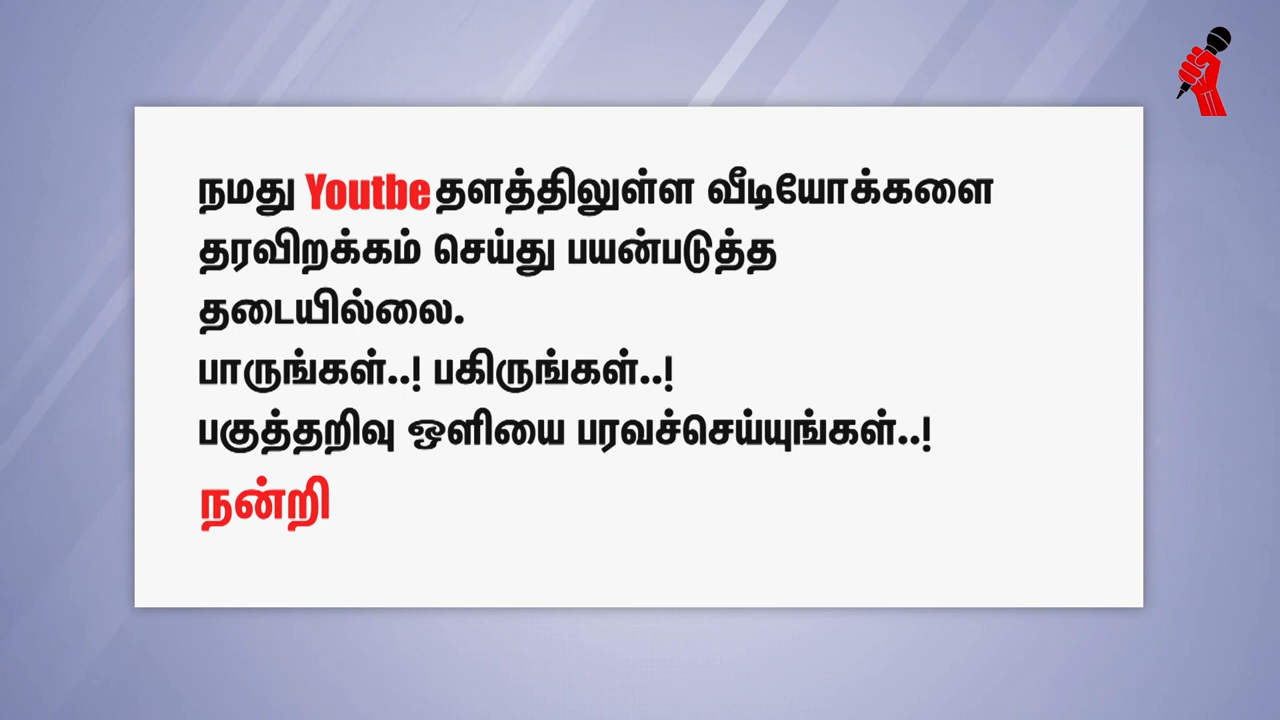 நமது Youtbe தளத்திலுள்ள வீடியோக்களை
தரவிறக்கம் செய்து பயன்படுத்த
தடையில்லை.
பாருங்கள்..! பகிருங்கள்..!
பகுத்தறிவு ஒளியை பரவச்செய்யுங்கள்..!
நன்றி